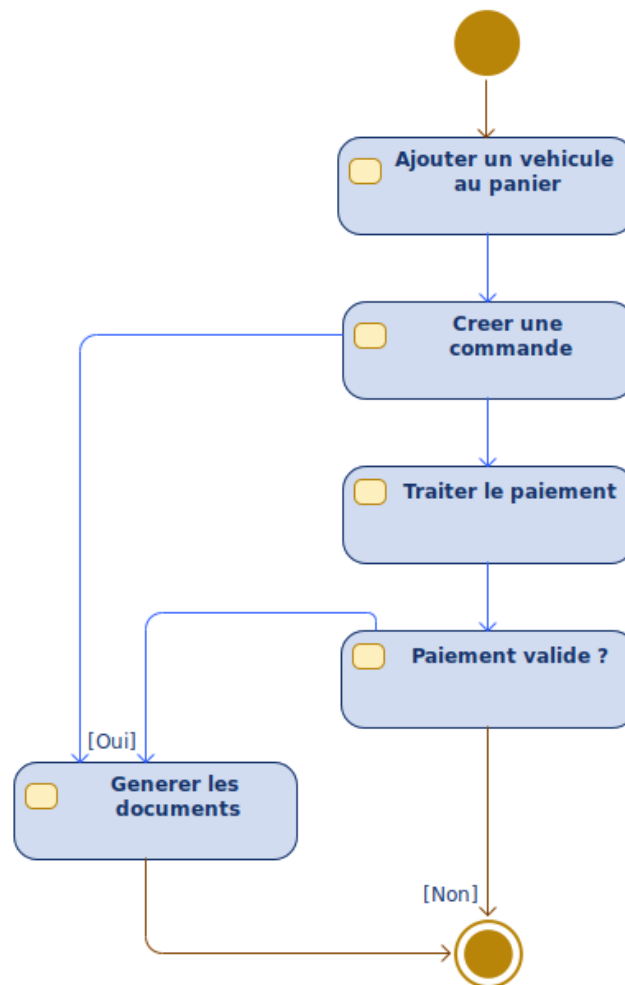 Ajouter un vehicule
au panier
Creer une
commande
Traiter le paiement
Paiement valide ?
[Oui]
Generer les
documents
[Non]